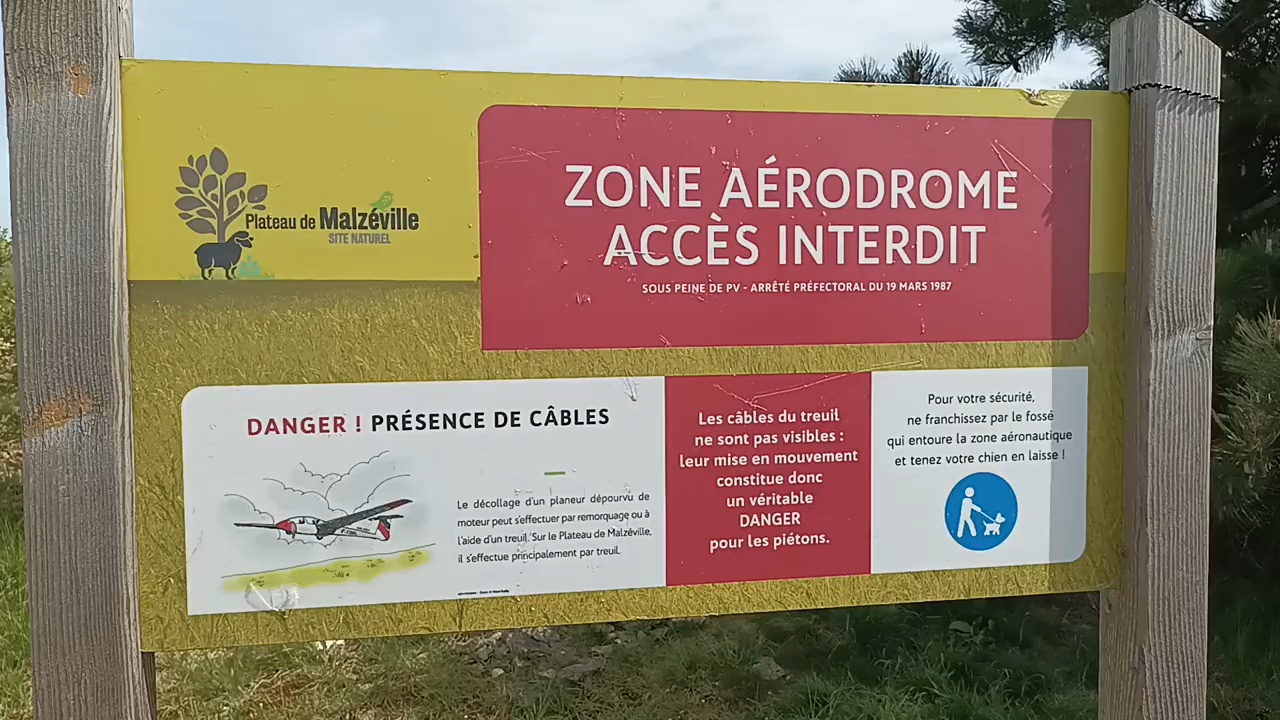 Plateau de Malzéville
SITE NATUREL
ZONE AÉRODROME
ACCÈS INTERDIT
SOUS PEINE DE PV - ARRÊTÉ PRÉFECTORAL DU 19 MARS 1987
DANGER ! PRÉSENCE DE CÂBLES
Le décollage d'un planeur dépourvu de
moteur peut s'effectuer par remorquage ou à
l'aide d'un treuil. Sur le Plateau de Malzéville,
il s'effectue principalement par treuil.
Les câbles du treuil
ne sont pas visibles :
leur mise en mouvement
constitue donc
un véritable
DANGER
pour les piétons.
Pour votre sécurité,
ne franchissez par le fossé
qui entoure la zone aéronautique
et tenez votre chien en laisse !